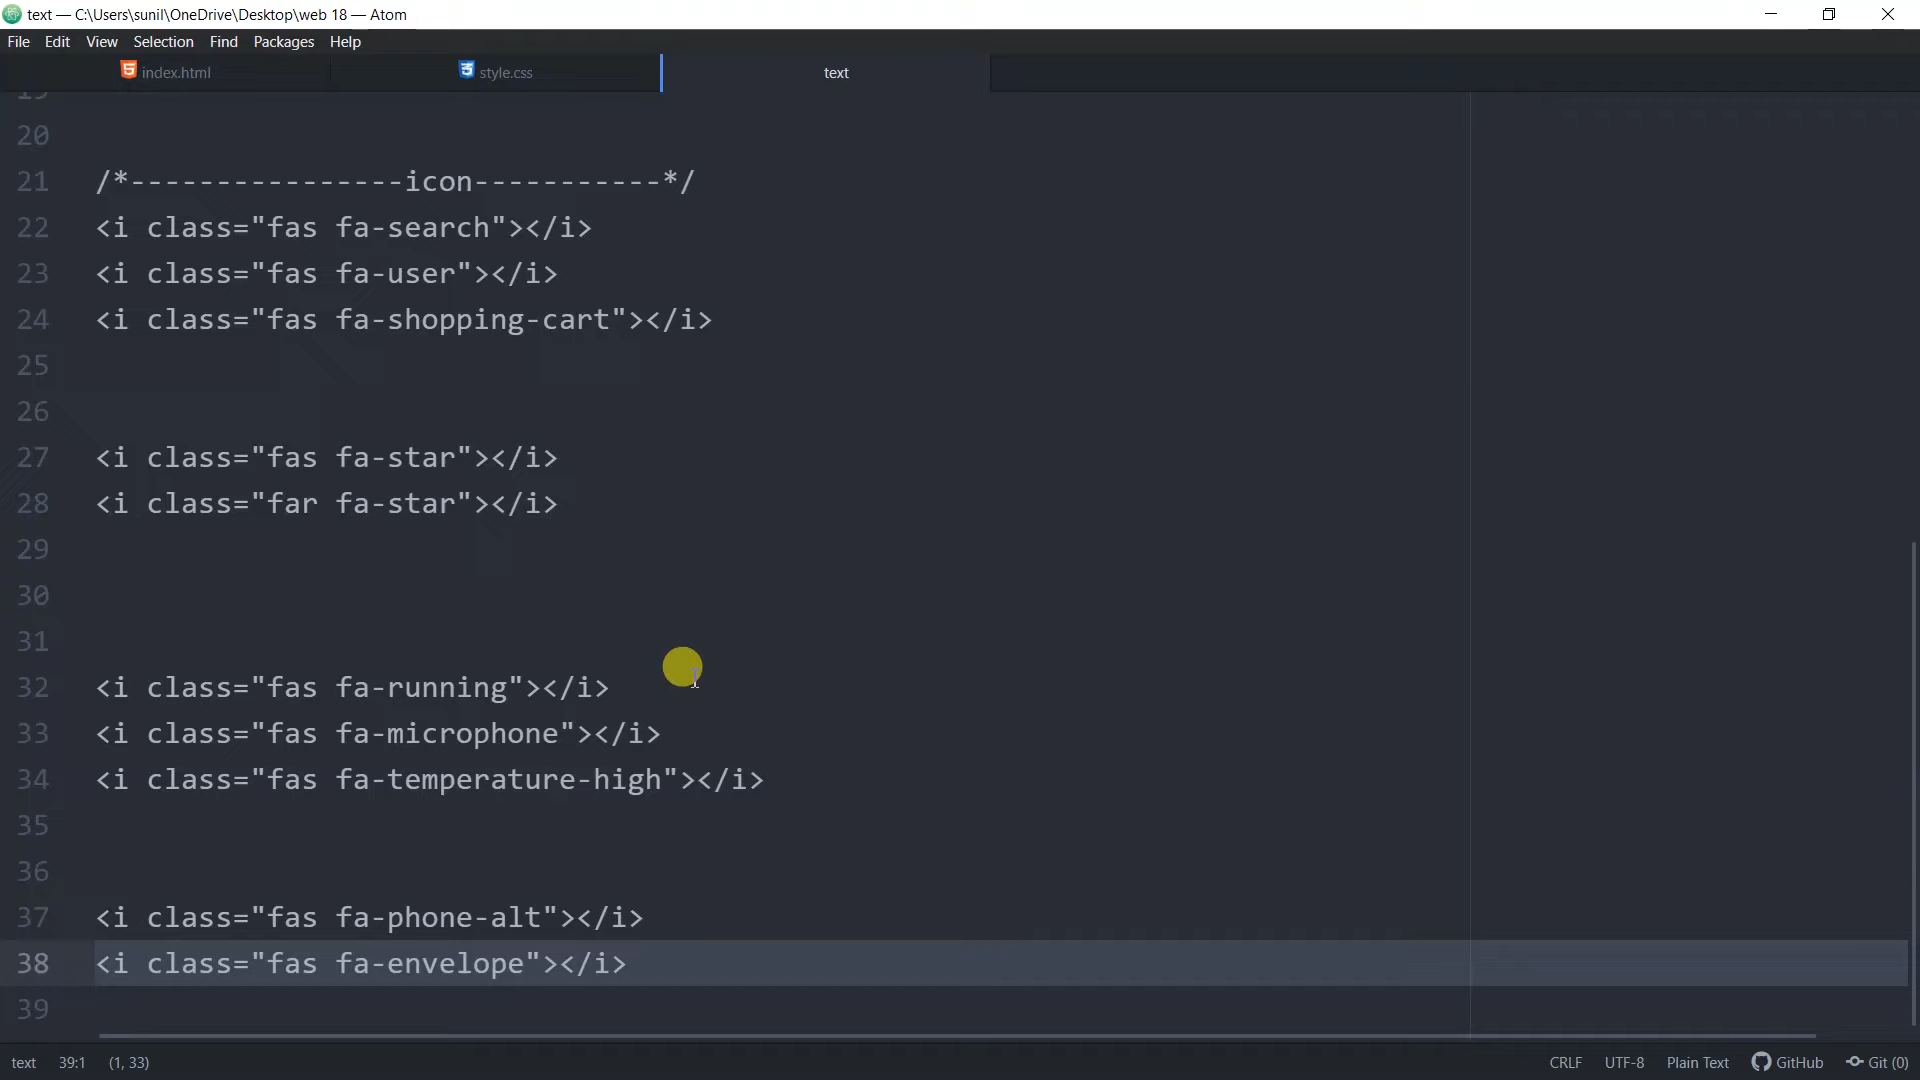 text — C:\Users\sunil\OneDrive\Desktop\web 18 — Atom
File Edit View Selection Find Packages Help
index.html style.css text
19
20
21 /*----------------icon-----------*/
22 <i class="fas fa-search"></i>
23 <i class="fas fa-user"></i>
24 <i class="fas fa-shopping-cart"></i>
25
26
27 <i class="fas fa-star"></i>
28 <i class="far fa-star"></i>
29
30
31
32 <i class="fas fa-running"></i>
33 <i class="fas fa-microphone"></i>
34 <i class="fas fa-temperature-high"></i>
35
36
37 <i class="fas fa-phone-alt"></i>
38 <i class="fas fa-envelope"></i>
39
text 39:1 (1, 33) CRLF UTF-8 Plain Text GitHub Git (0)